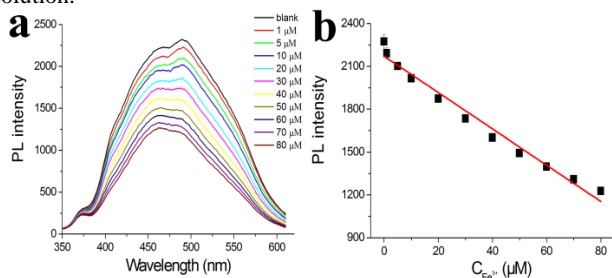 solution.
a
PL intensity
2500
2000
1500
1000
500
0
350 400 450 500 550 600
Wavelength (nm)
blank
1 μM
5 μM
10 μM
20 μM
30 μM
40 μM
50 μM
60 μM
70 μM
80 μM
b
PL intensity
2400
2100
1800
1500
1200
900
0 20 40 60 80
C Fe³⁺ (μM)